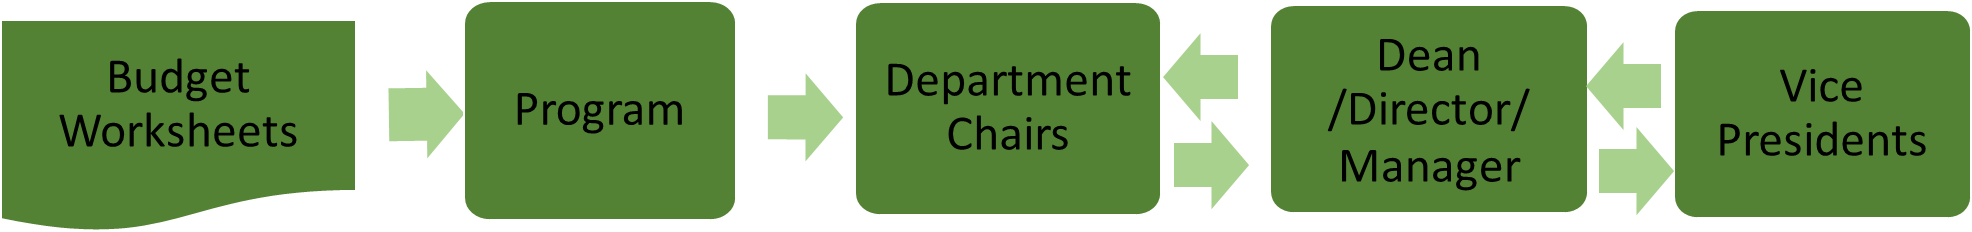 Budget
Worksheets
Program
Department
Chairs
Dean
/Director/
Manager
Vice
Presidents